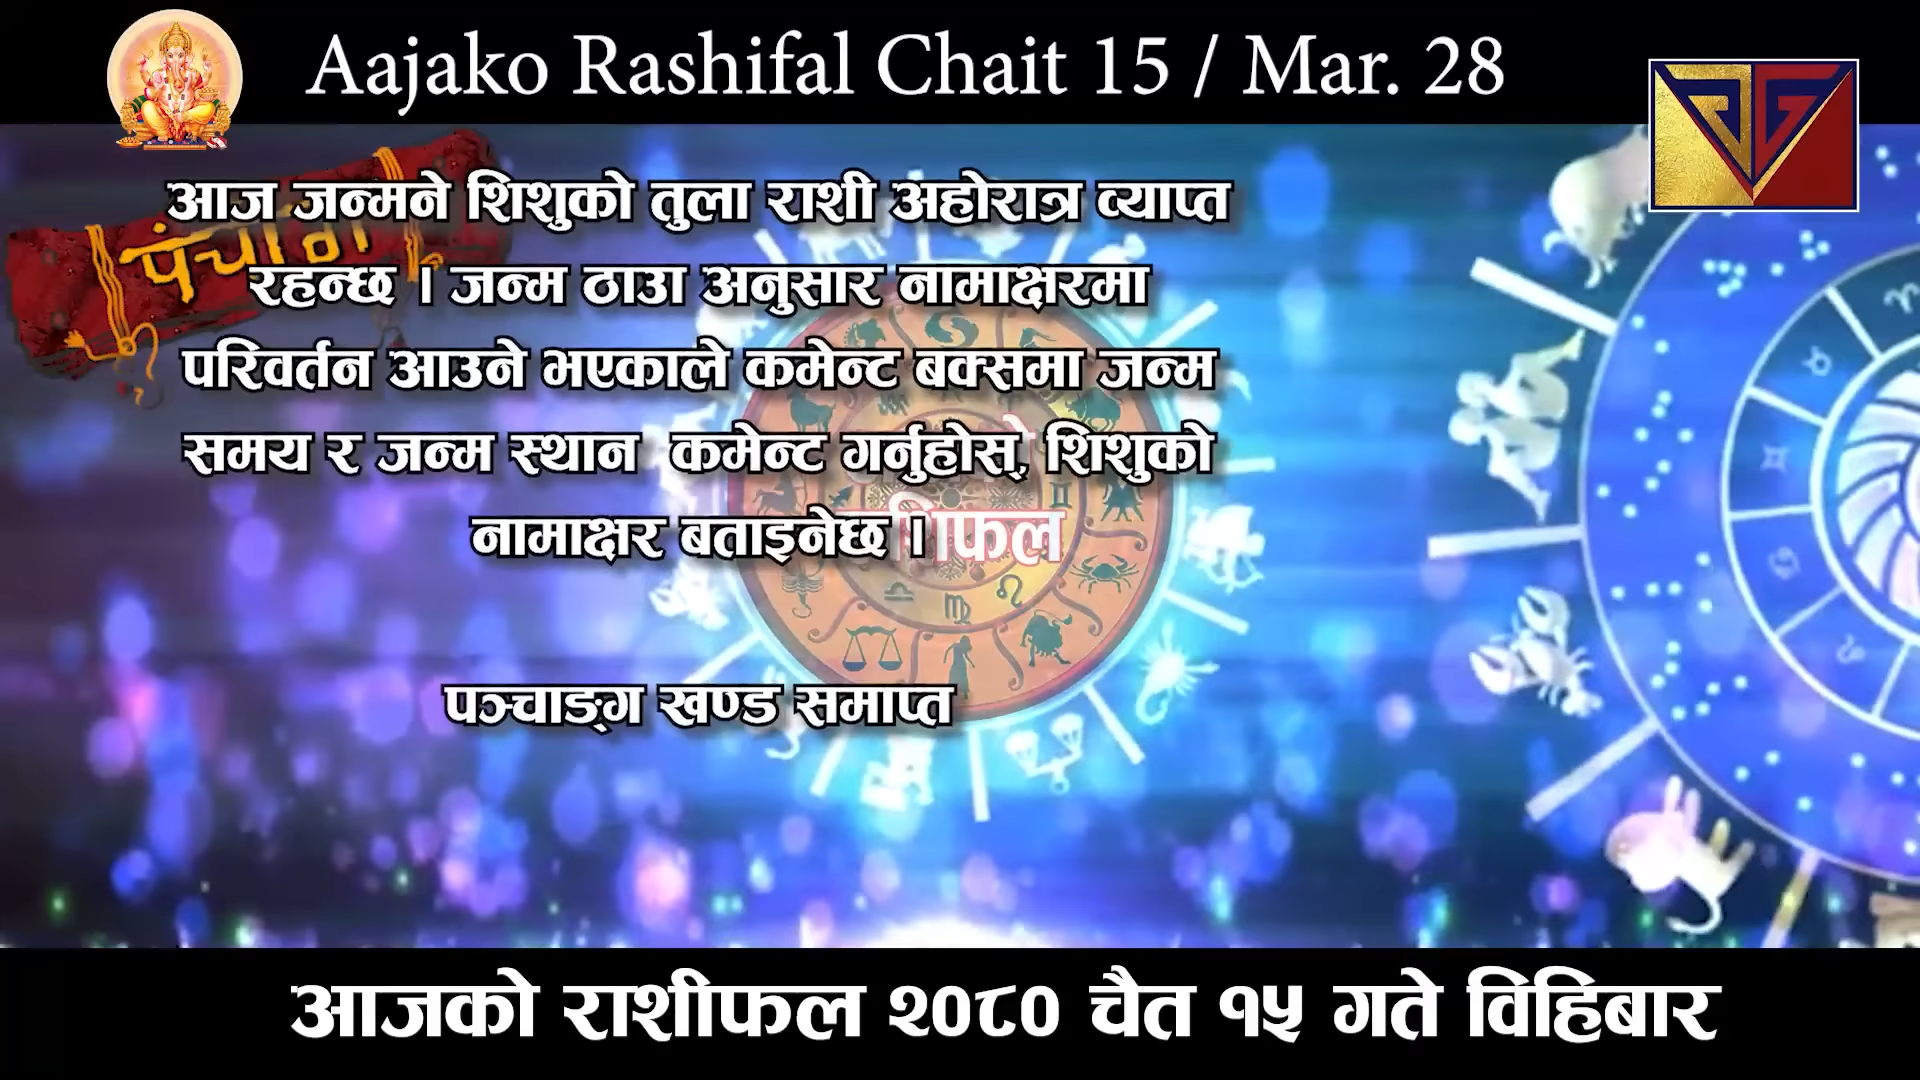 Aajako Rashifal Chait 15 / Mar. 28
पंचांग
आज जन्मने शिशुको तुला राशी अहोरात्र व्याप्त
रहन्छ । जन्म ठाउा अनुसार नामाक्षरमा
परिवर्तन आउने भएकाले कमेन्ट बक्समा जन्म
समय र जन्म स्थान कमेन्ट गर्नुहोस्, शिशुको
नामाक्षर बताइनेछ ।
पञ्चाङ्ग खण्ड समाप्त
आजको राशीफल २०८० चैत १५ गते विहिबार